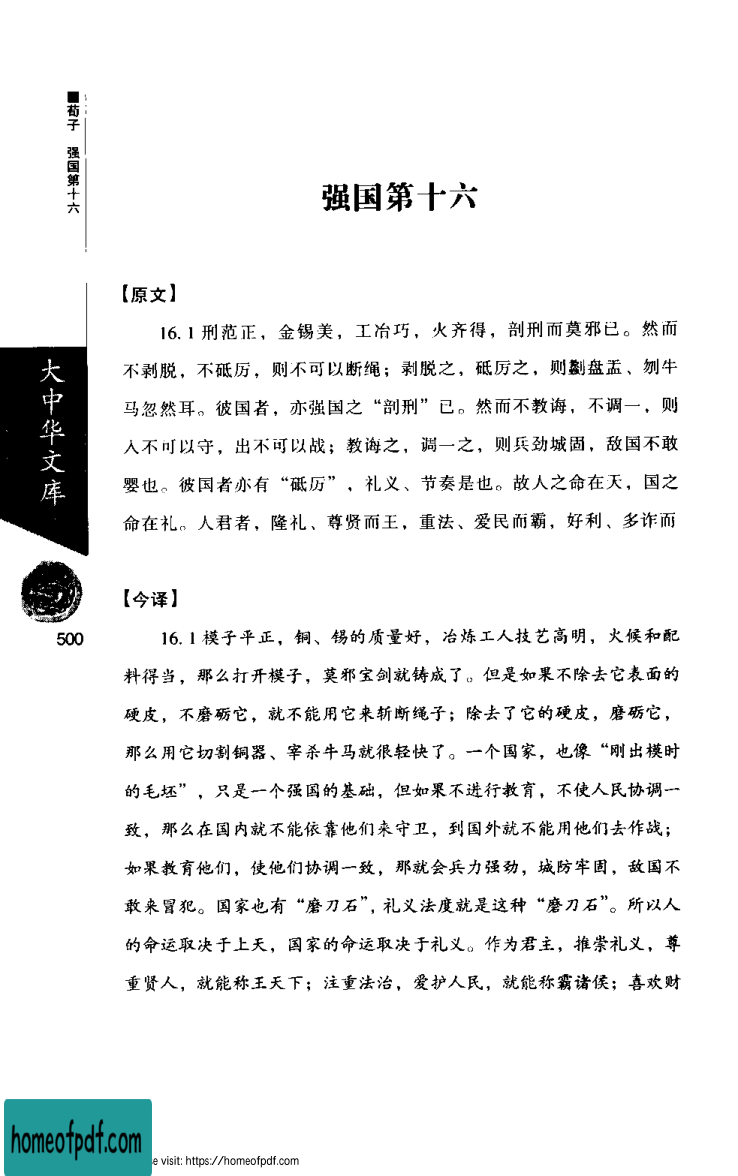 ■荀子 强国第十六
强国第十六
【原文】
16.1 刑范正，金锡美，工冶巧，火齐得，剖刑而莫邪已。然而
不剥脱，不砥厉，则不可以断绳；剥脱之，砥厉之，则劙盘盂、刎牛
马忽然耳。彼国者，亦强国之“剖刑”已。然而不教诲，不调一，则
入不可以守，出不可以战；教诲之，调一之，则兵劲城固，敌国不敢
婴也。彼国者亦有“砥厉”，礼义、节奏是也。故人之命在天，国之
命在礼。人君者，隆礼、尊贤而王，重法、爱民而霸，好利、多诈而
大中华文库
【今译】
500
16.1 模子平正，铜、锡的质量好，冶炼工人技艺高明，火候和配
料得当，那么打开模子，莫邪宝剑就铸成了。但是如果不除去它表面的
硬皮，不磨砺它，就不能用它来斩断绳子；除去了它的硬皮，磨砺它，
那么用它切割铜器、宰杀牛马就很轻快了。一个国家，也像“刚出模时
的毛坯”，只是一个强国的基础，但如果不进行教育，不使人民协调一
致，那么在国内就不能依靠他们来守卫，到国外就不能用他们去作战；
如果教育他们，使他们协调一致，那就会兵力强劲，城防牢固，敌国不
敢来冒犯。国家也有“磨刀石”，礼义法度就是这种“磨刀石”。所以人
的命运取决于上天，国家的命运取决于礼义。作为君主，推崇礼义，尊
重贤人，就能称王天下；注重法治，爱护人民，就能称霸诸侯；喜欢财
homeofpdf.com
visit: https://homeofpdf.com